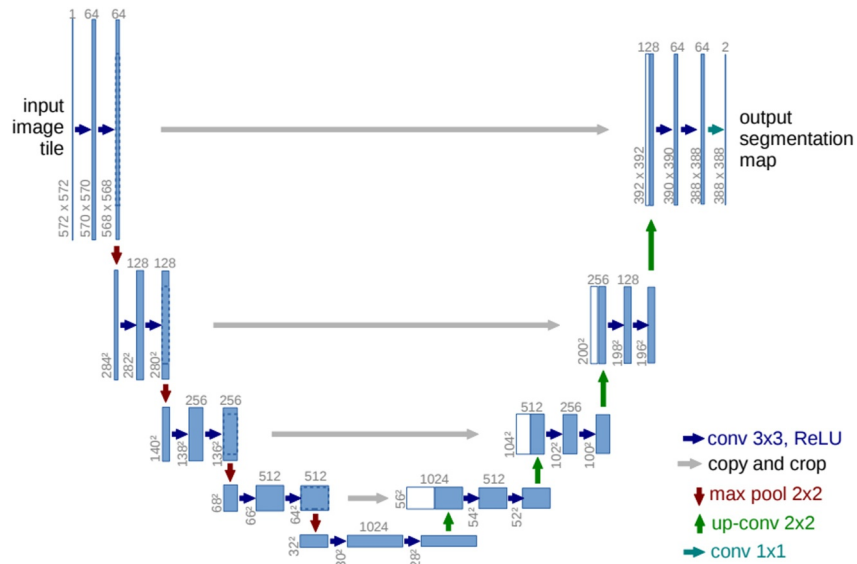 1 64 64
input
image
tile
572 x 572
570 x 570
568 x 568
128 64 64 2
output
segmentation
map
392 x 392
390 x 390
388 x 388
388 x 388
128 128
284²
282²
280²
256 128
200²
198²
196²
256 256
140²
138²
136²
512 256
104²
102²
100²
512 512
68²
66²
64²
1024 512
56²
54²
52²
1024
32²
30²
28²
conv 3x3, ReLU
copy and crop
max pool 2x2
up-conv 2x2
conv 1x1